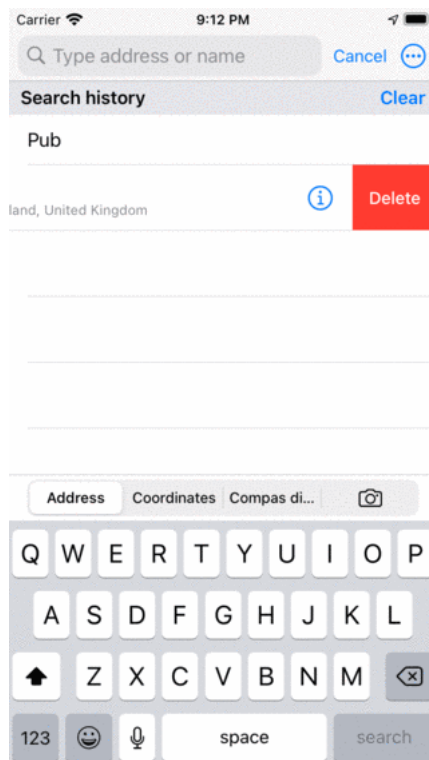 Carrier 9:12 PM
Type address or name Cancel
Search history Clear
Pub
land, United Kingdom Delete
Address Coordinates Compas di...
Q W E R T Y U I O P
A S D F G H J K L
Z X C V B N M
123 space search